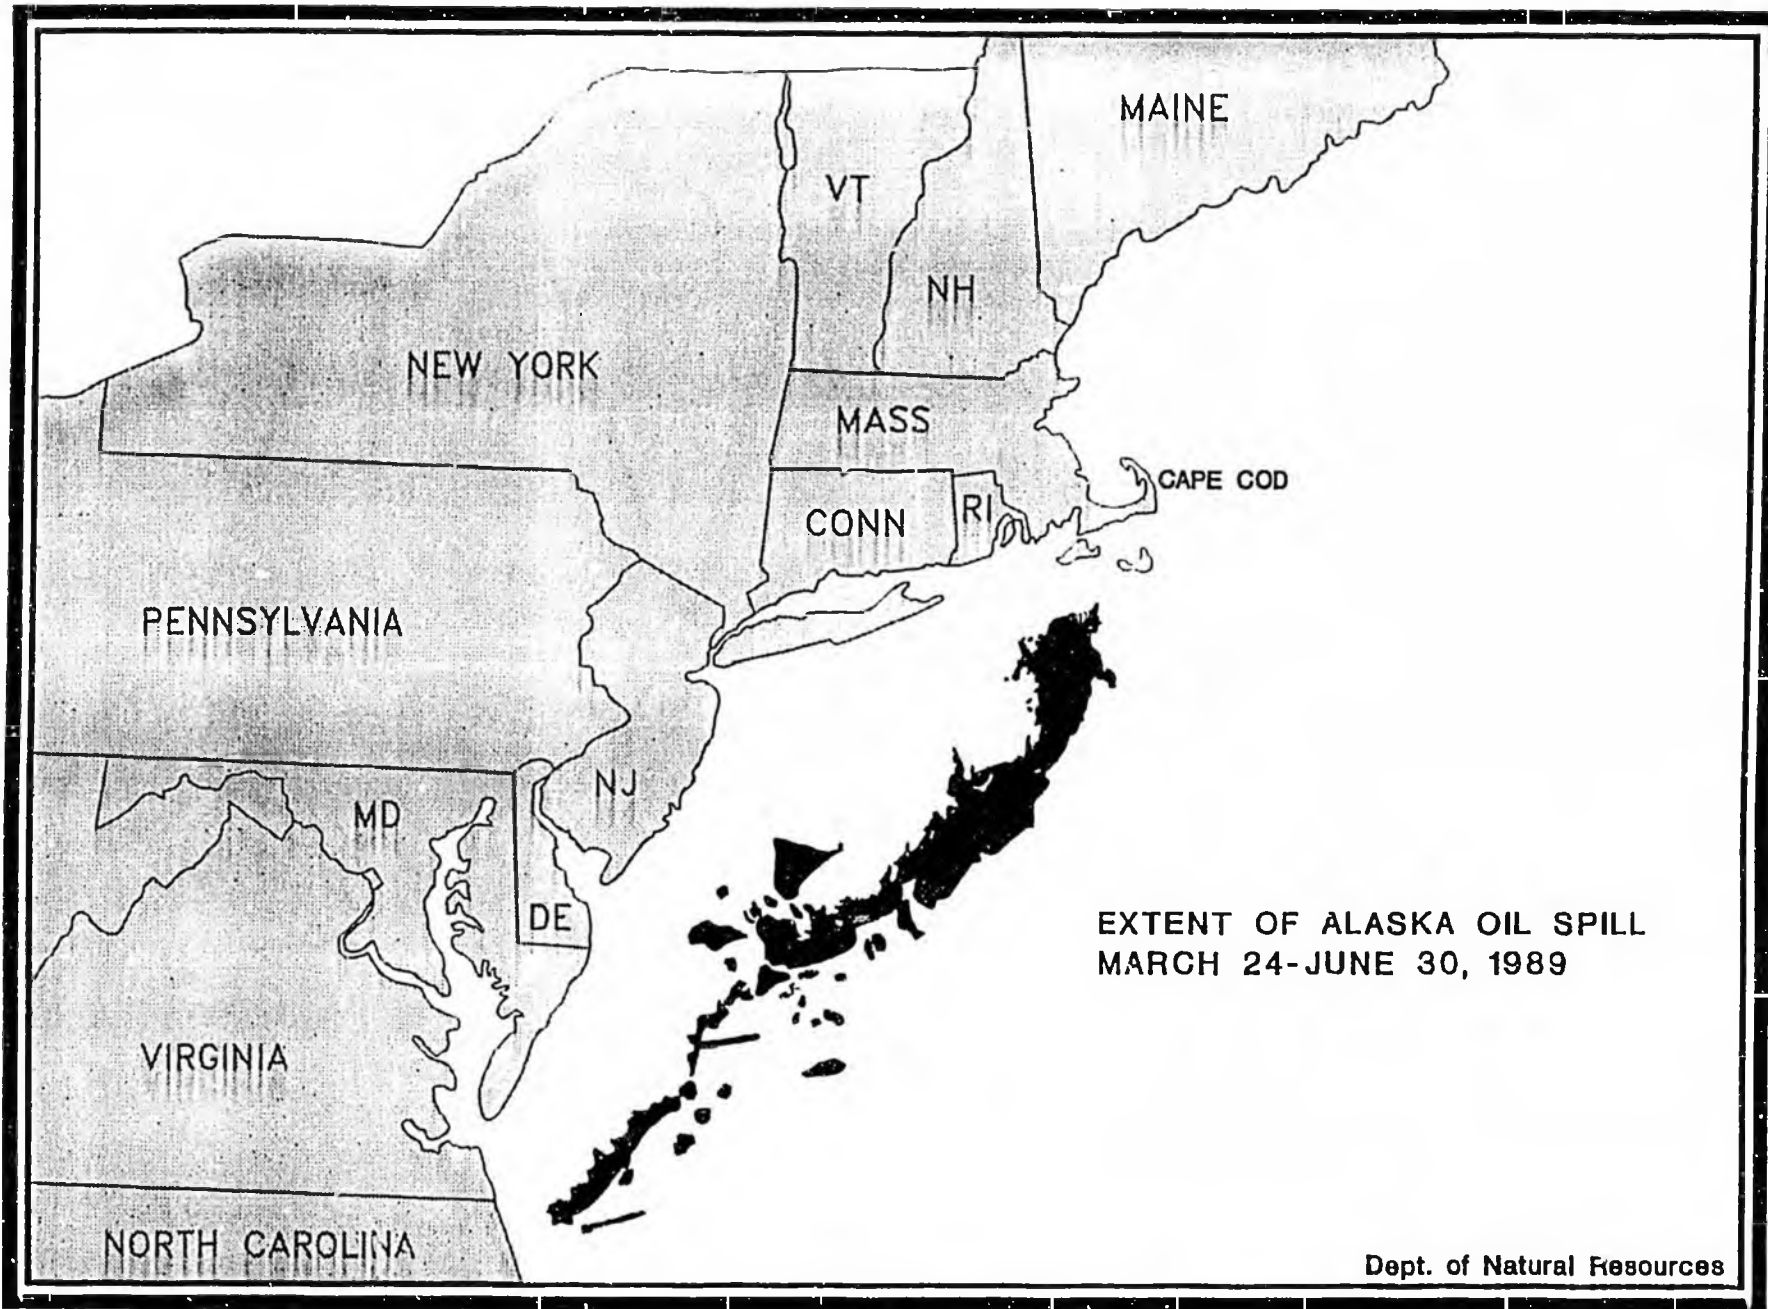 MAINE
VT
NH
NEW YORK
MASS
CAPE COD
CONN
RI
PENNSYLVANIA
NJ
MD
DE
EXTENT OF ALASKA OIL SPILL
MARCH 24-JUNE 30, 1989
VIRGINIA
NORTH CAROLINA
Dept. of Natural Resources